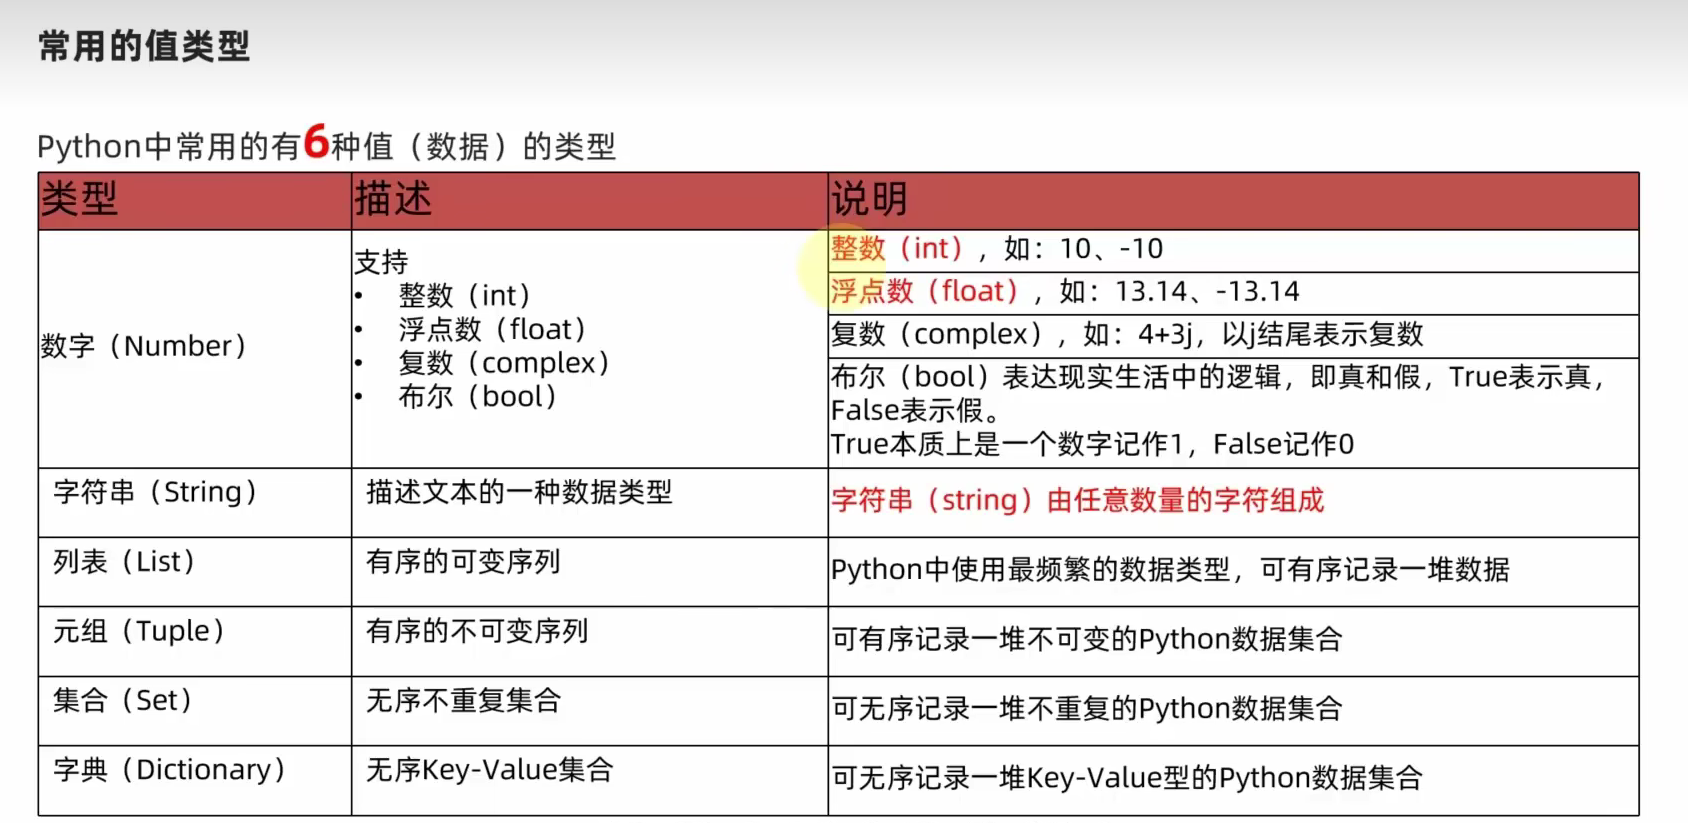 常用的值类型
Python中常用的有6种值（数据）的类型
类型 描述 说明
数字（Number）
支持
• 整数（int）
• 浮点数（float）
• 复数（complex）
• 布尔（bool）
整数（int），如：10、-10
浮点数（float），如：13.14、-13.14
复数（complex），如：4+3j，以j结尾表示复数
布尔（bool）表达现实生活中的逻辑，即真和假，True表示真，
False表示假。
True本质上是一个数字记作1，False记作0
字符串（String） 描述文本的一种数据类型 字符串（string）由任意数量的字符组成
列表（List） 有序的可变序列 Python中使用最频繁的数据类型，可有序记录一堆数据
元组（Tuple） 有序的不可变序列 可有序记录一堆不可变的Python数据集合
集合（Set） 无序不重复集合 可无序记录一堆不重复的Python数据集合
字典（Dictionary） 无序Key-Value集合 可无序记录一堆Key-Value型的Python数据集合